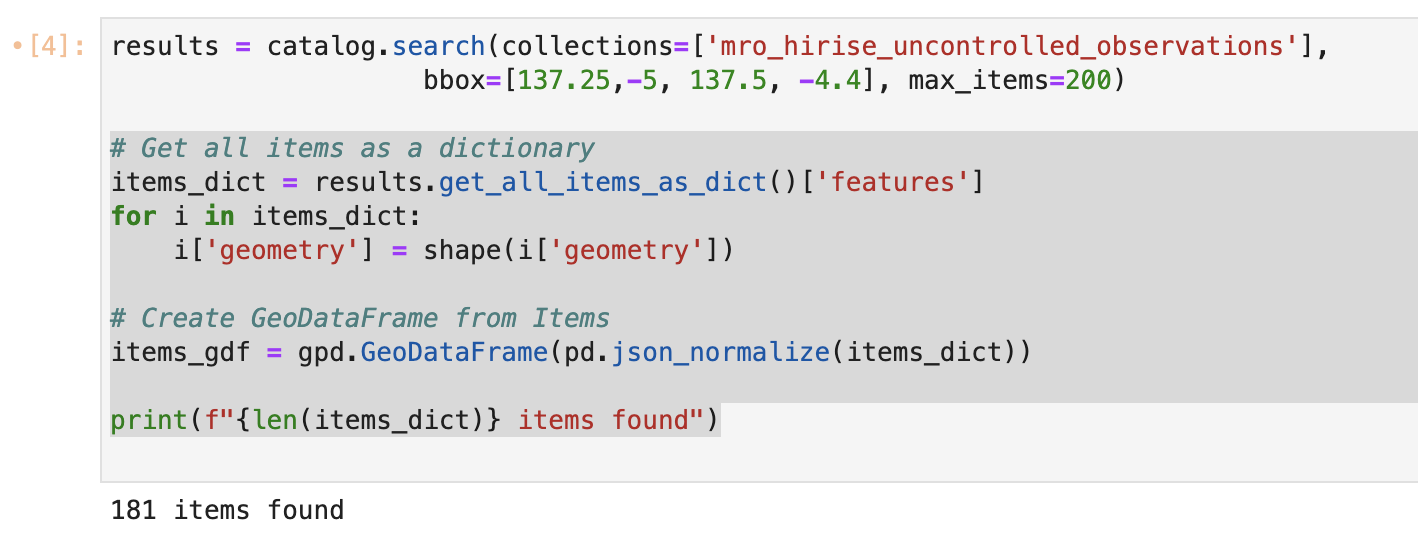 [4]: results = catalog.search(collections=['mro_hirise_uncontrolled_observations'],
                    bbox=[137.25,-5, 137.5, -4.4], max_items=200)

# Get all items as a dictionary
items_dict = results.get_all_items_as_dict()['features']
for i in items_dict:
    i['geometry'] = shape(i['geometry'])

# Create GeoDataFrame from Items
items_gdf = gpd.GeoDataFrame(pd.json_normalize(items_dict))

print(f"{len(items_dict)} items found")

181 items found